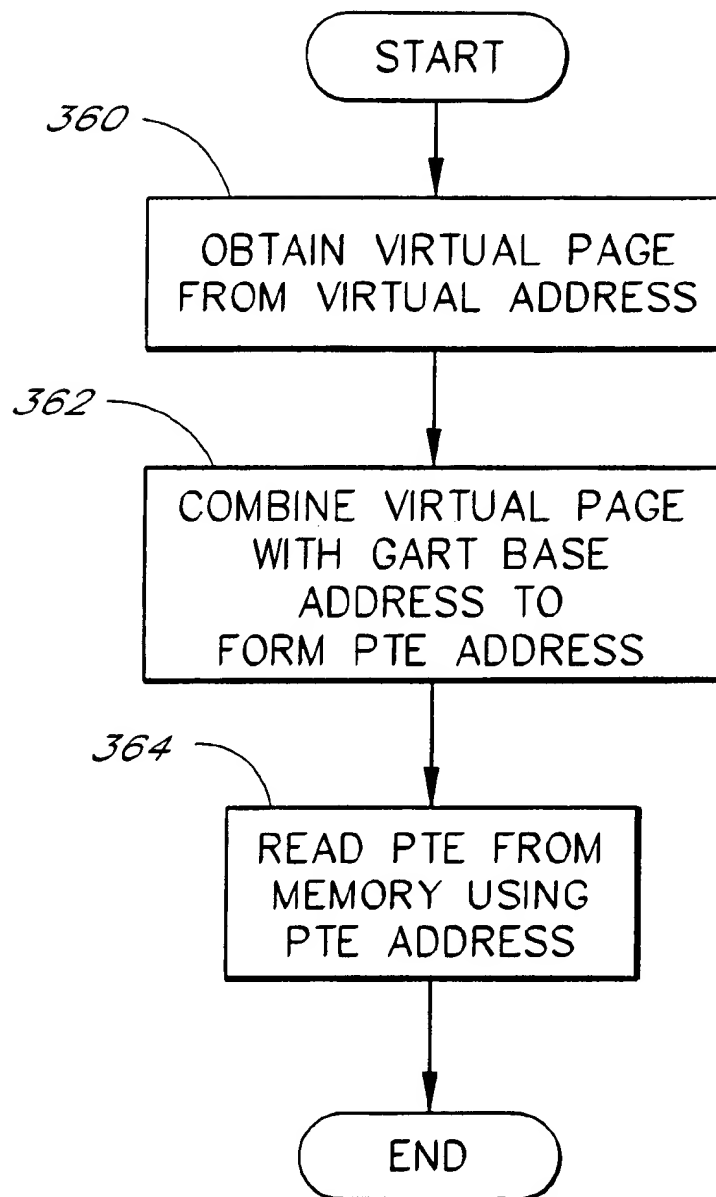 START
360
OBTAIN VIRTUAL PAGE
FROM VIRTUAL ADDRESS
362
COMBINE VIRTUAL PAGE
WITH GART BASE
ADDRESS TO
FORM PTE ADDRESS
364
READ PTE FROM
MEMORY USING
PTE ADDRESS
END